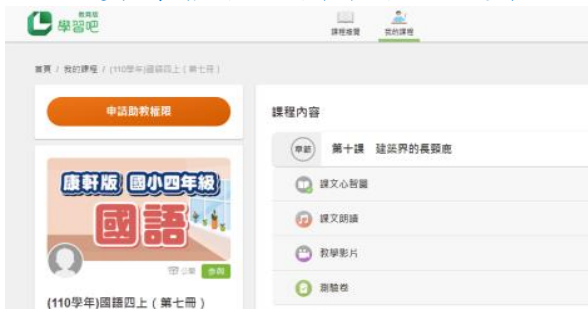 教育版
學習吧
課程總覽
我的課程
首頁 / 我的課程 / (110學年)國語四上（第七冊）
申請助教權限
康軒版 國小四年級
國語
公開
參與
(110學年)國語四上（第七冊）
課程內容
章節 第十課 建築界的長頸鹿
課文心智圖
課文朗讀
教學影片
測驗卷